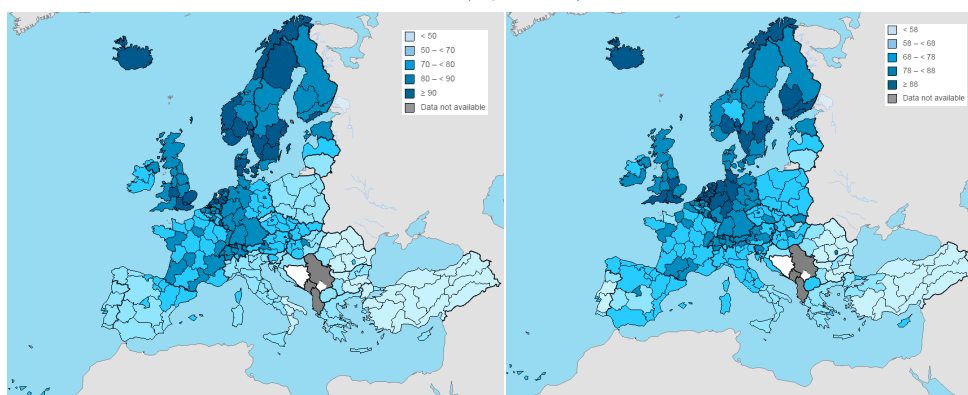 < 50
50 – < 70
70 – < 80
80 – < 90
≥ 90
Data not available
< 58
58 – < 68
68 – < 78
78 – < 88
≥ 88
Data not available